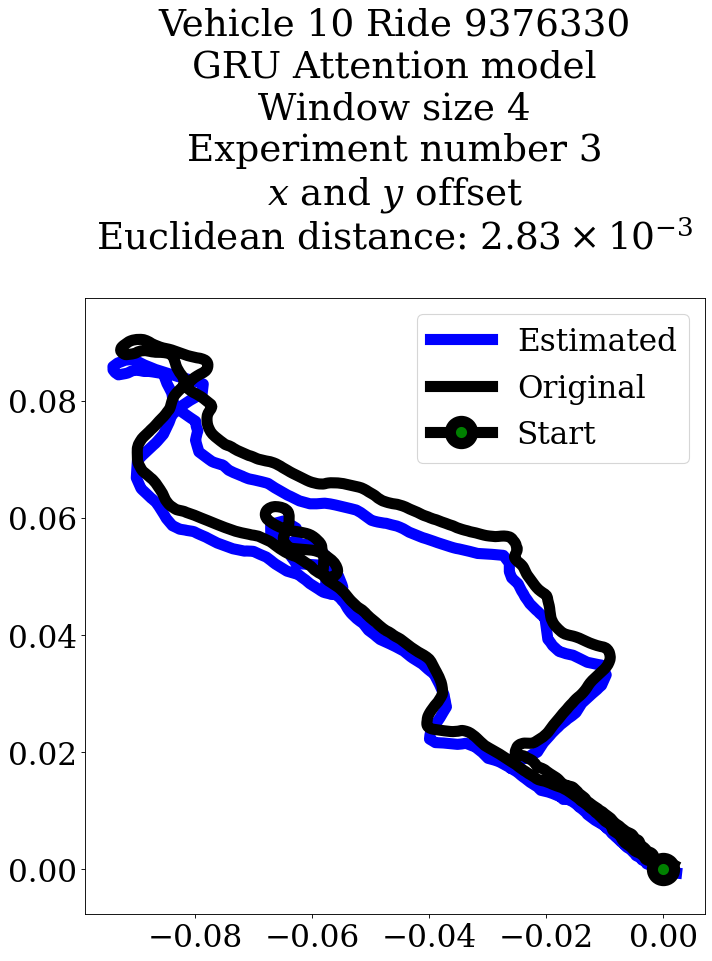 Vehicle 10 Ride 9376330
GRU Attention model
Window size 4
Experiment number 3
x and y offset
Euclidean distance: 2.83 × 10⁻³
Estimated
Original
Start
0.08
0.06
0.04
0.02
0.00
−0.08 −0.06 −0.04 −0.02 0.00